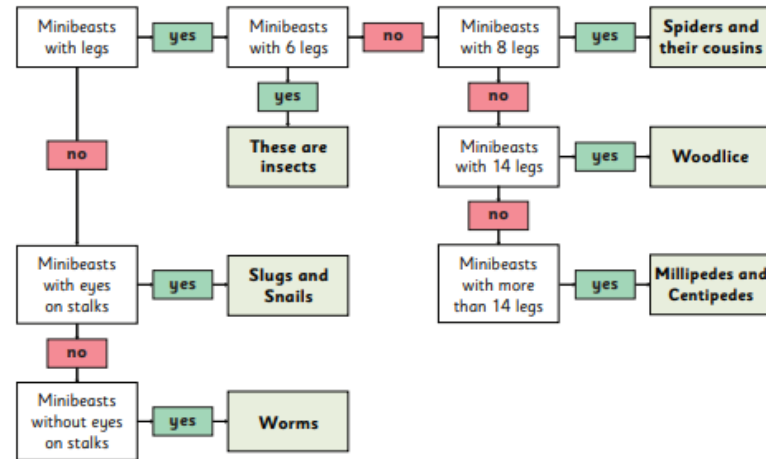 Minibeasts
with legs
yes
Minibeasts
with 6 legs
no
Minibeasts
with 8 legs
yes
Spiders and
their cousins
yes
no
These are
insects
no
Minibeasts
with 14 legs
yes
Woodlice
no
Minibeasts
with eyes
on stalks
yes
Slugs and
Snails
Minibeasts
with more
than 14 legs
yes
Millipedes and
Centipedes
no
Minibeasts
without eyes
on stalks
yes
Worms